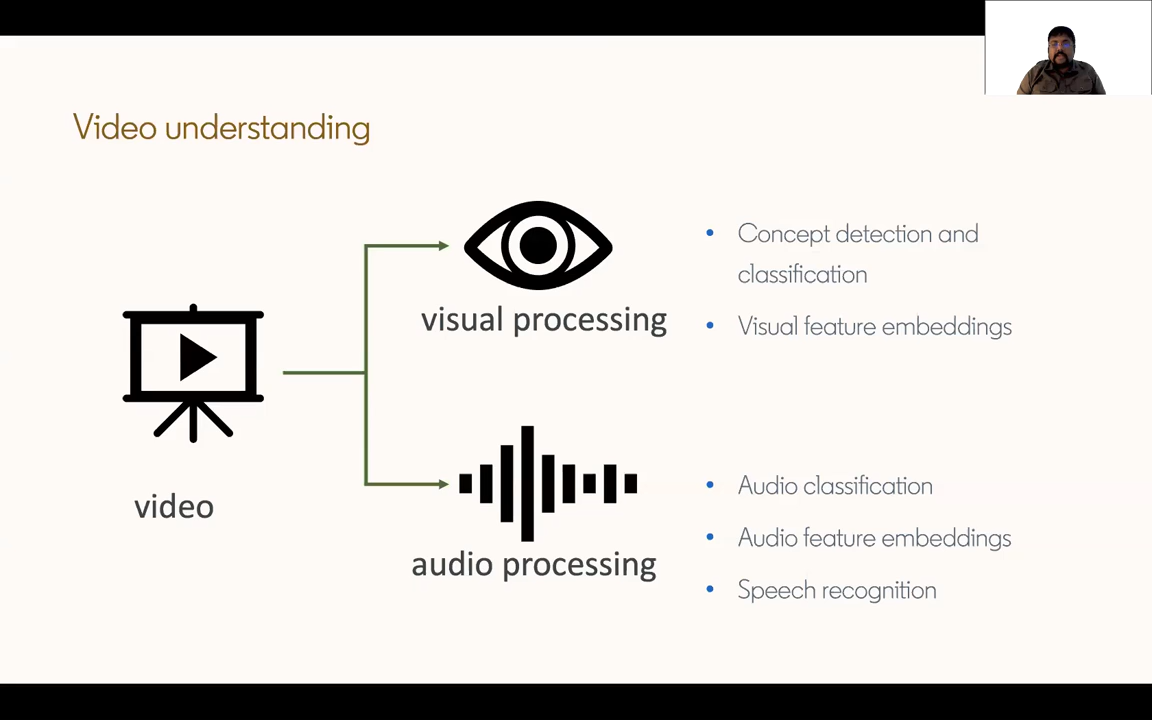 Video understanding
visual processing
• Concept detection and
classification
• Visual feature embeddings
video
audio processing
• Audio classification
• Audio feature embeddings
• Speech recognition